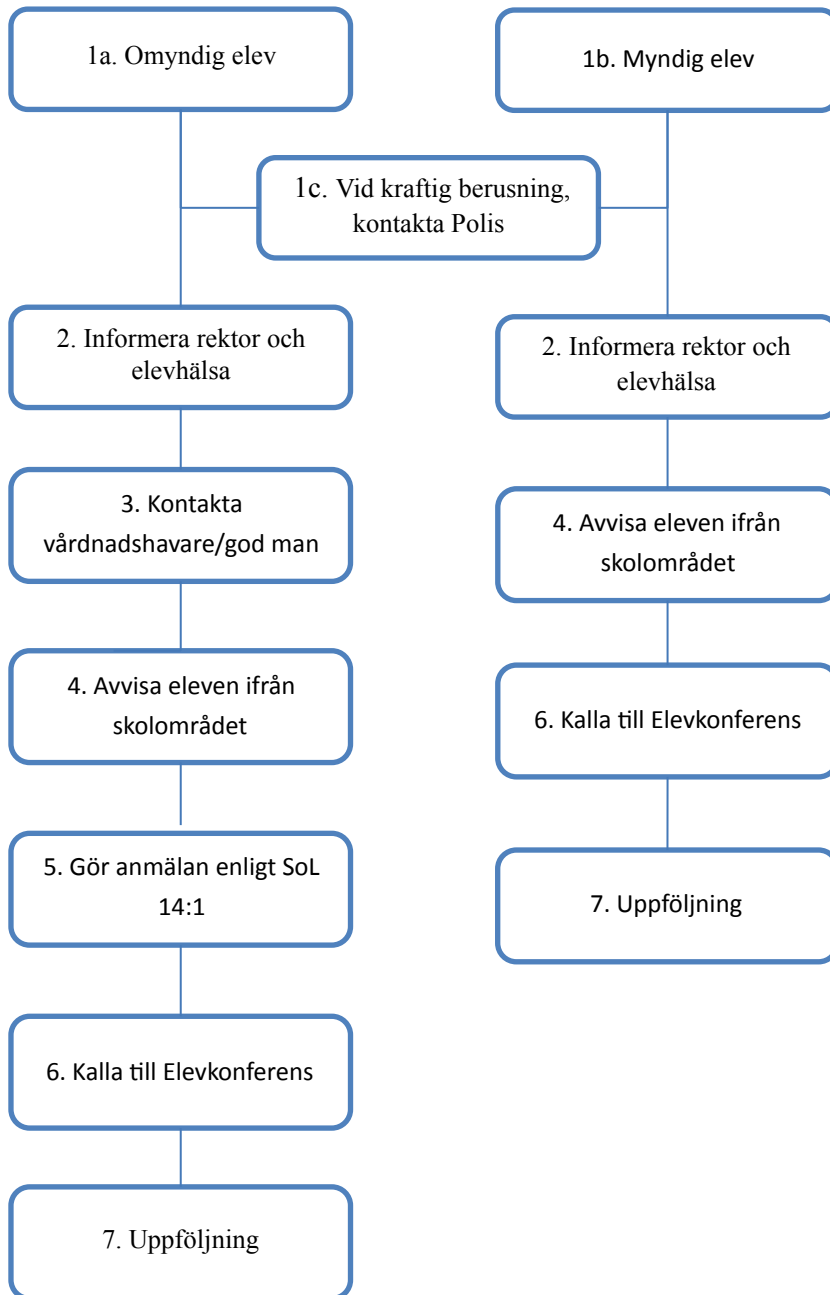 1a. Omyndig elev
1b. Myndig elev
1c. Vid kraftig berusning,
kontakta Polis
2. Informera rektor och
elevhälsa
3. Kontakta
vårdnadshavare/god man
4. Avvisa eleven ifrån
skolområdet
5. Gör anmälan enligt SoL
14:1
6. Kalla till Elevkonferens
7. Uppföljning
2. Informera rektor och
elevhälsa
4. Avvisa eleven ifrån
skolområdet
6. Kalla till Elevkonferens
7. Uppföljning